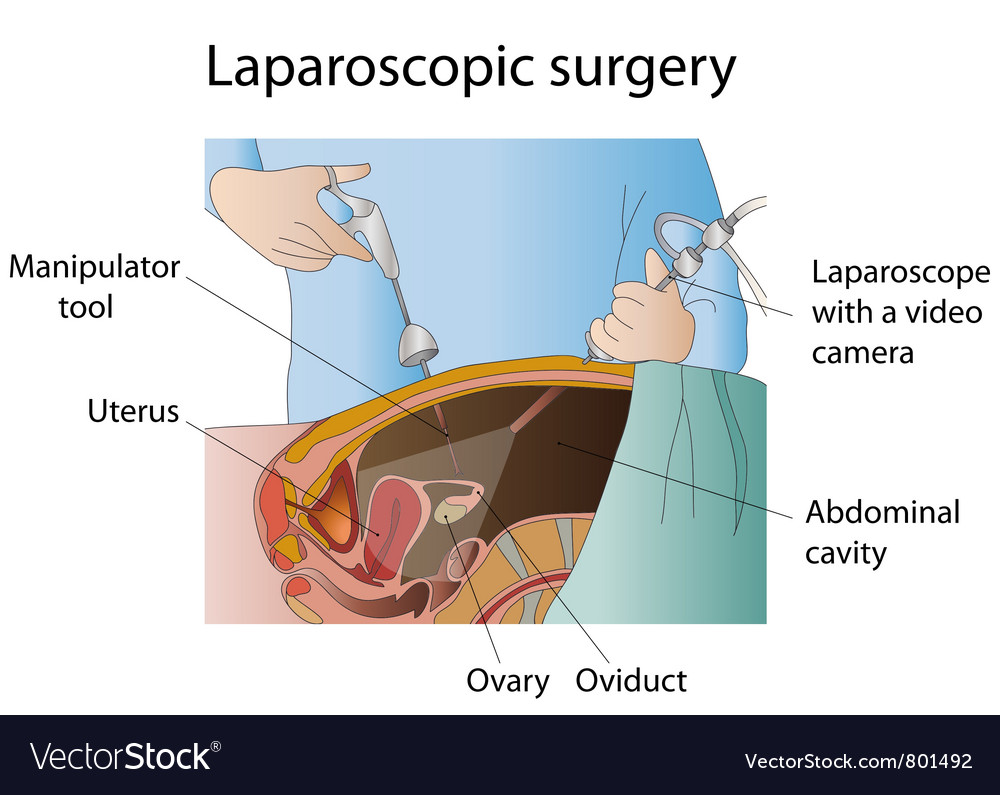 Laparoscopic surgery
Manipulator
tool
Laparoscope
with a video
camera
Uterus
Abdominal
cavity
Ovary
Oviduct
VectorStock®
VectorStock.com/801492